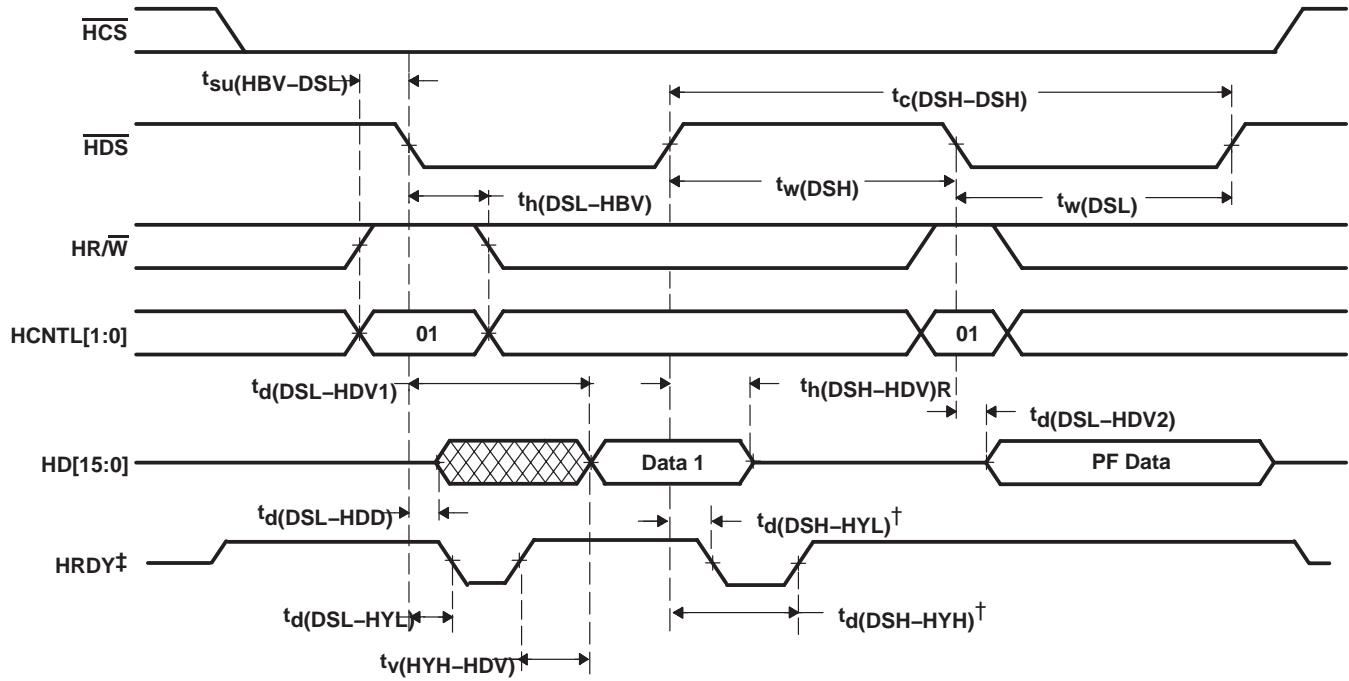 HCS
tsu(HBV–DSL)
tc(DSH–DSH)
HDS
tw(DSH)
th(DSL–HBV)
tw(DSL)
HR/W
HCNTL[1:0]
01
01
td(DSL–HDV1)
th(DSH–HDV)R
td(DSL–HDV2)
HD[15:0]
Data 1
PF Data
td(DSL–HDD)
td(DSH–HYL)†
HRDY‡
td(DSL–HYL)
td(DSH–HYH)†
tv(HYH–HDV)